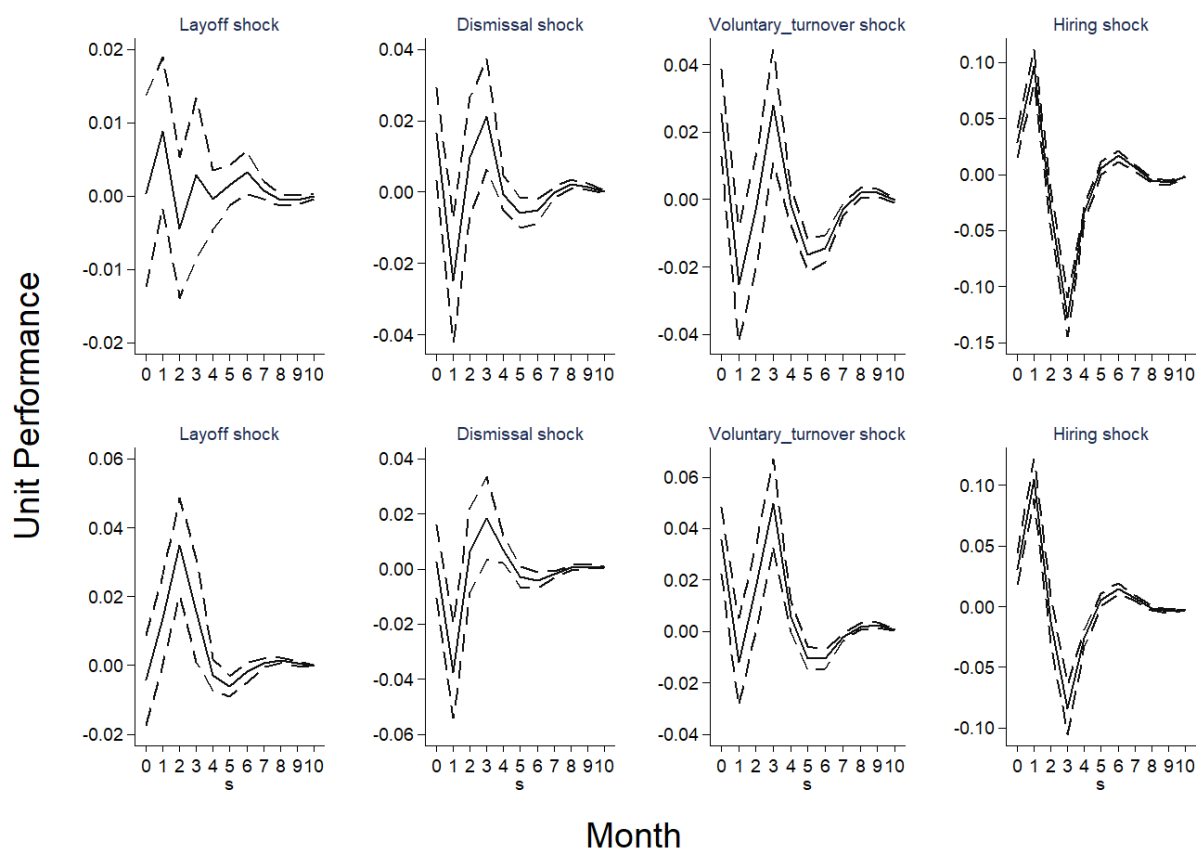 Layoff shock Dismissal shock Voluntary_turnover shock Hiring shock
0.02 0.04 0.04 0.10
0.01 0.02 0.02 0.05
0.00 0.00 0.00 0.00
-0.01 -0.02 -0.02 -0.05
-0.02 -0.04 -0.04 -0.10
-0.15
0 1 2 3 4 5 6 7 8 9 10 0 1 2 3 4 5 6 7 8 9 10 0 1 2 3 4 5 6 7 8 9 10 0 1 2 3 4 5 6 7 8 9 10
Unit Performance
Layoff shock Dismissal shock Voluntary_turnover shock Hiring shock
0.06 0.04 0.06 0.10
0.04 0.02 0.04 0.05
0.02 0.00 0.02 0.00
0.00 -0.02 0.00 -0.05
-0.02 -0.04 -0.02 -0.10
-0.06 -0.04
0 1 2 3 4 5 6 7 8 9 10 0 1 2 3 4 5 6 7 8 9 10 0 1 2 3 4 5 6 7 8 9 10 0 1 2 3 4 5 6 7 8 9 10
s s s s
Month